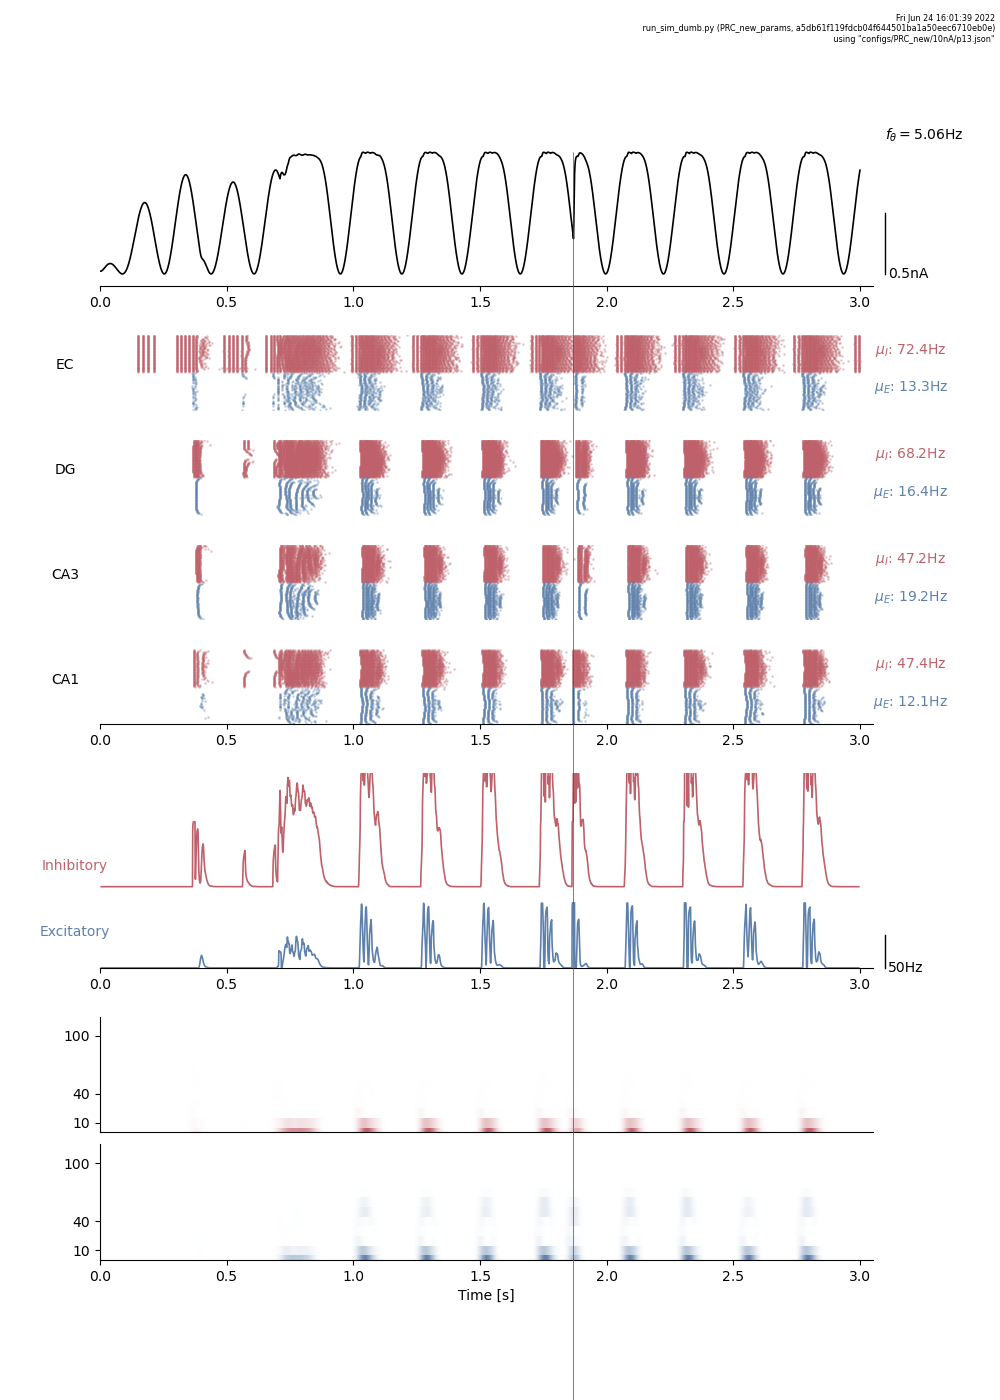 Fri Jun 24 16:01:39 2022
run_sim_dumb.py (PRC_new_params, a5db61f119fdcb04f644501ba1a50eec6710eb0e)
using "configs/PRC_new/10nA/p13.json"
fθ = 5.06Hz
0.5nA
0.0 0.5 1.0 1.5 2.0 2.5 3.0
EC
μI: 72.4Hz
μE: 13.3Hz
DG
μI: 68.2Hz
μE: 16.4Hz
CA3
μI: 47.2Hz
μE: 19.2Hz
CA1
μI: 47.4Hz
μE: 12.1Hz
0.0 0.5 1.0 1.5 2.0 2.5 3.0
Inhibitory
Excitatory
50Hz
0.0 0.5 1.0 1.5 2.0 2.5 3.0
100
40
10
100
40
10
0.0 0.5 1.0 1.5 2.0 2.5 3.0
Time [s]